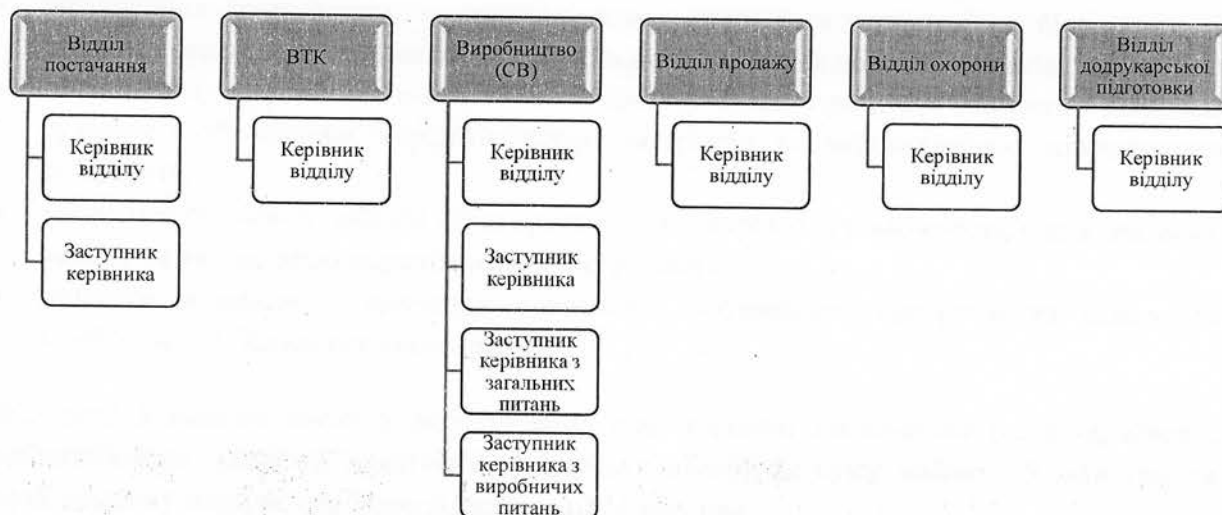 Відділ
постачання
ВТК
Виробництво
(СВ)
Відділ продажу
Відділ охорони
Відділ
додрукарської
підготовки
Керівник
відділу
Керівник
відділу
Керівник
відділу
Керівник
відділу
Керівник
відділу
Керівник
відділу
Заступник
керівника
Заступник
керівника
Заступник
керівника з
загальних
питань
Заступник
керівника з
виробничих
питань